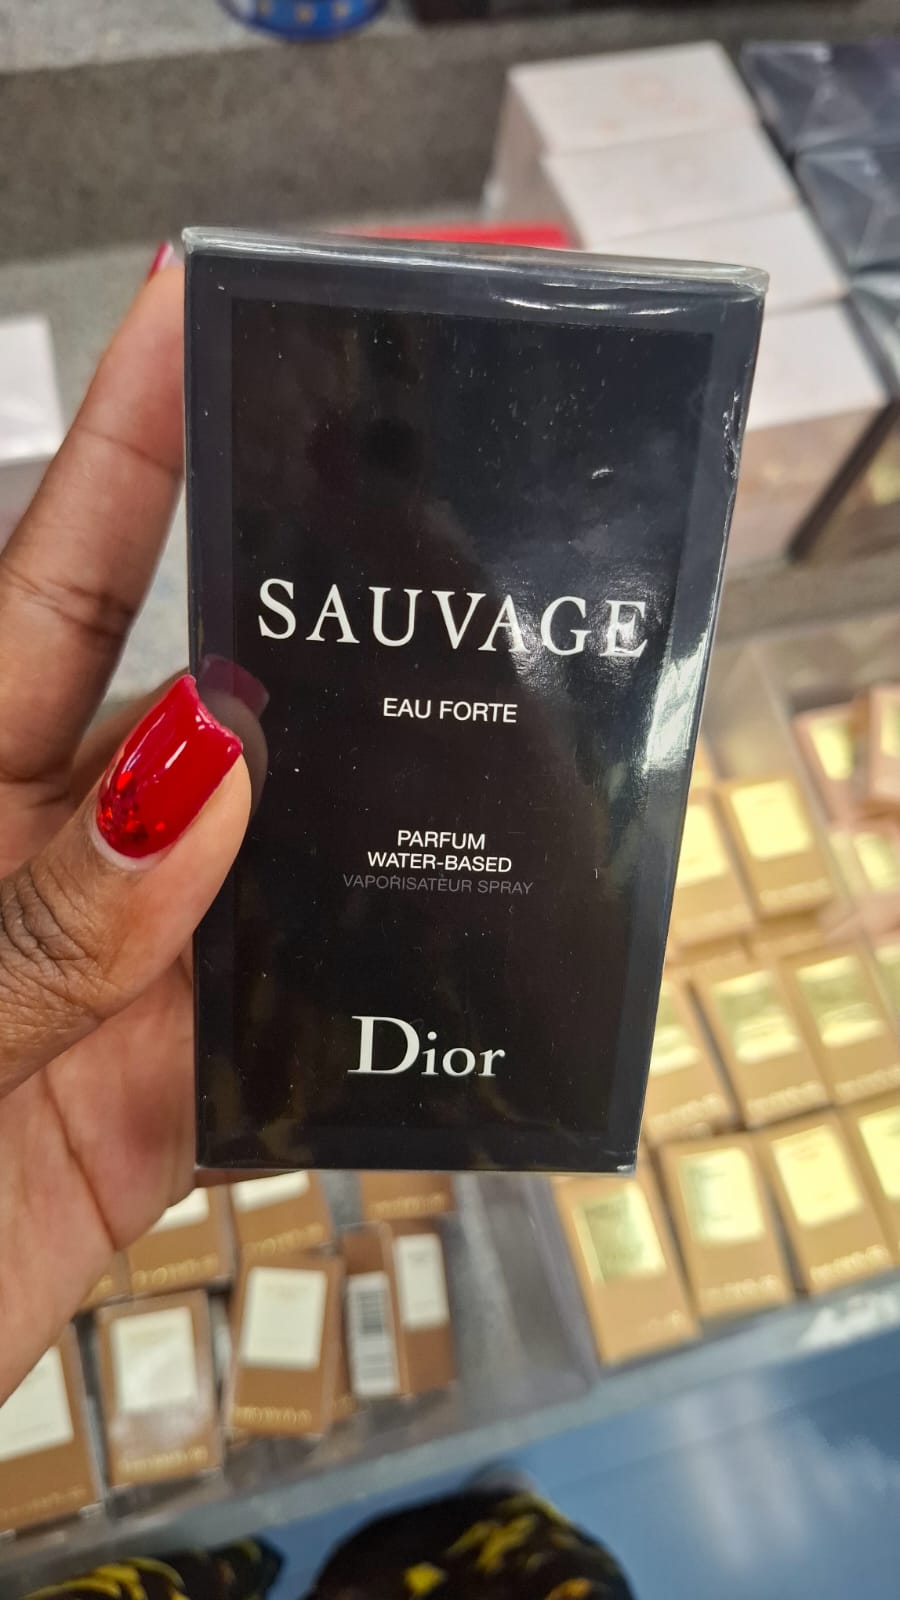 SAUVAGE
EAU FORTE
PARFUM
WATER-BASED
VAPORISATEUR SPRAY
Dior